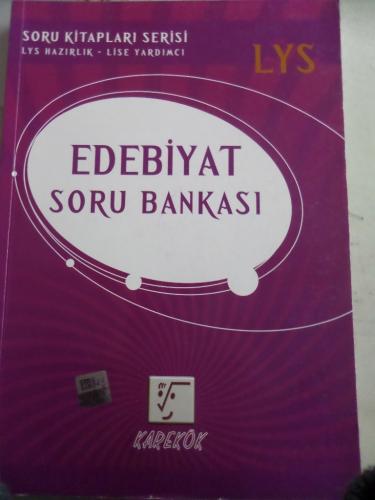 SORU KİTAPLARI SERİSİ
LYS HAZIRLIK - LİSE YARDIMCI
LYS
EDEBİYAT
SORU BANKASI
KAREKÖK